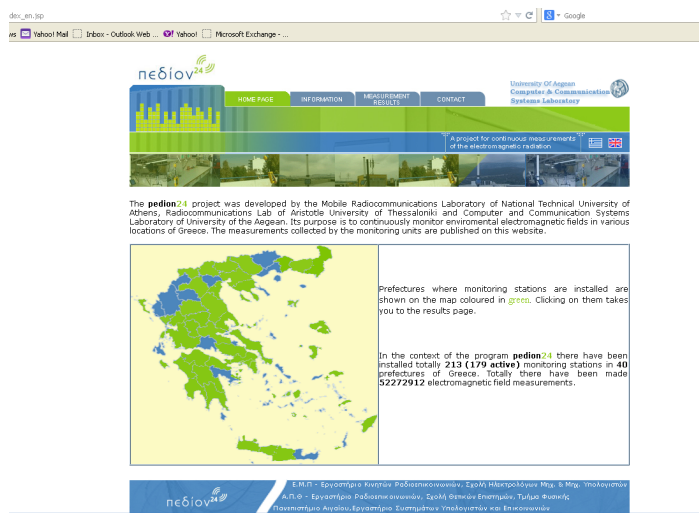 dex_en.jsp
Google
ws Yahoo! Mail Inbox - Outlook Web ... Yahoo! Microsoft Exchange - ...
πεδίον24
University Of Aegean
Computer & Communication
Systems Laboratory
HOME PAGE INFORMATION MEASUREMENT RESULTS CONTACT
A project for continuous measurements
of the electromagnetic radiation
The pedion24 project was developed by the Mobile Radiocommunications Laboratory of National Technical University of
Athens, Radiocommunications Lab of Aristotle University of Thessaloniki and Computer and Communication Systems
Laboratory of University of the Aegean. Its purpose is to continuously monitor enviromental electromagnetic fields in various
locations of Greece. The measurements collected by the monitoring units are published on this website.
Prefectures where monitoring stations are installed are
shown on the map coloured in green. Clicking on them takes
you to the results page.
In the context of the program pedion24 there have been
installed totally 213 (179 active) monitoring stations in 40
prefectures of Greece. Totally there have been made
52272912 electromagnetic field measurements.
πεδίον24
Ε.Μ.Π - Εργαστήριο Κινητών Ραδιοεπικοινωνιών, Σχολή Ηλεκτρολόγων Μηχ. & Μηχ. Υπολογιστών
Α.Π.Θ - Εργαστήριο Ραδιοεπικοινωνιών, Σχολή Θετικών Επιστημών, Τμήμα Φυσικής
Πανεπιστήμιο Αιγαίου,Εργαστήριο Συστημάτων Υπολογιστών και Επικοινωνιών